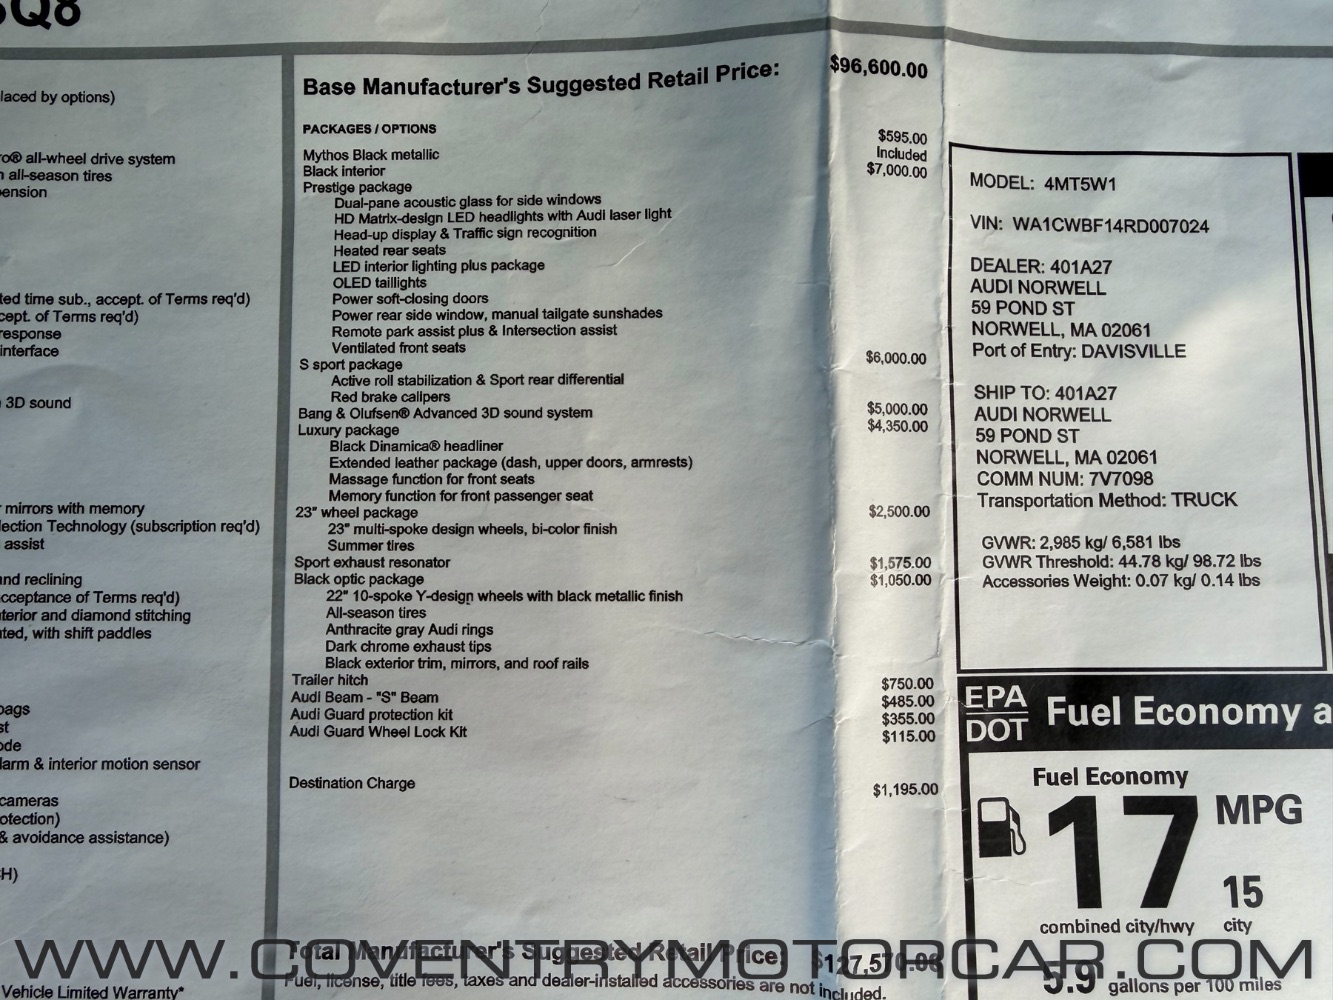 SQ8
laced by options)
ro® all-wheel drive system
all-season tires
pension
ted time sub., accept. of Terms req'd)
cept. of Terms req'd)
response
interface
3D sound
r mirrors with memory
lection Technology (subscription req'd)
assist
and reclining
cceptance of Terms req'd)
terior and diamond stitching
ted, with shift paddles
bags
st
ode
larm & interior motion sensor
cameras
otection)
& avoidance assistance)
CH)
Vehicle Limited Warranty*
Base Manufacturer's Suggested Retail Price: $96,600.00
PACKAGES / OPTIONS
Mythos Black metallic $595.00
Black interior Included
Prestige package $7,000.00
Dual-pane acoustic glass for side windows
HD Matrix-design LED headlights with Audi laser light
Head-up display & Traffic sign recognition
Heated rear seats
LED interior lighting plus package
OLED taillights
Power soft-closing doors
Power rear side window, manual tailgate sunshades
Remote park assist plus & Intersection assist
Ventilated front seats
S sport package $6,000.00
Active roll stabilization & Sport rear differential
Red brake calipers
Bang & Olufsen® Advanced 3D sound system $5,000.00
Luxury package $4,350.00
Black Dinamica® headliner
Extended leather package (dash, upper doors, armrests)
Massage function for front seats
Memory function for front passenger seat
23" wheel package $2,500.00
23" multi-spoke design wheels, bi-color finish
Summer tires
Sport exhaust resonator $1,575.00
Black optic package $1,050.00
22" 10-spoke Y-design wheels with black metallic finish
All-season tires
Anthracite gray Audi rings
Dark chrome exhaust tips
Black exterior trim, mirrors, and roof rails
Trailer hitch $750.00
Audi Beam - "S" Beam $485.00
Audi Guard protection kit $355.00
Audi Guard Wheel Lock Kit $115.00
Destination Charge $1,195.00
Total Manufacturer's Suggested Retail Price: $127,570.00
Fuel, license, title fees, taxes and dealer-installed accessories are not included.
MODEL: 4MT5W1
VIN: WA1CWBF14RD007024
DEALER: 401A27
AUDI NORWELL
59 POND ST
NORWELL, MA 02061
Port of Entry: DAVISVILLE
SHIP TO: 401A27
AUDI NORWELL
59 POND ST
NORWELL, MA 02061
COMM NUM: 7V7098
Transportation Method: TRUCK
GVWR: 2,985 kg/ 6,581 lbs
GVWR Threshold: 44.78 kg/ 98.72 lbs
Accessories Weight: 0.07 kg/ 0.14 lbs
EPA
DOT
Fuel Economy a
Fuel Economy
17 MPG
15
combined city/hwy city
5.9 gallons per 100 miles
WWW.COVENTRYMOTORCAR.COM